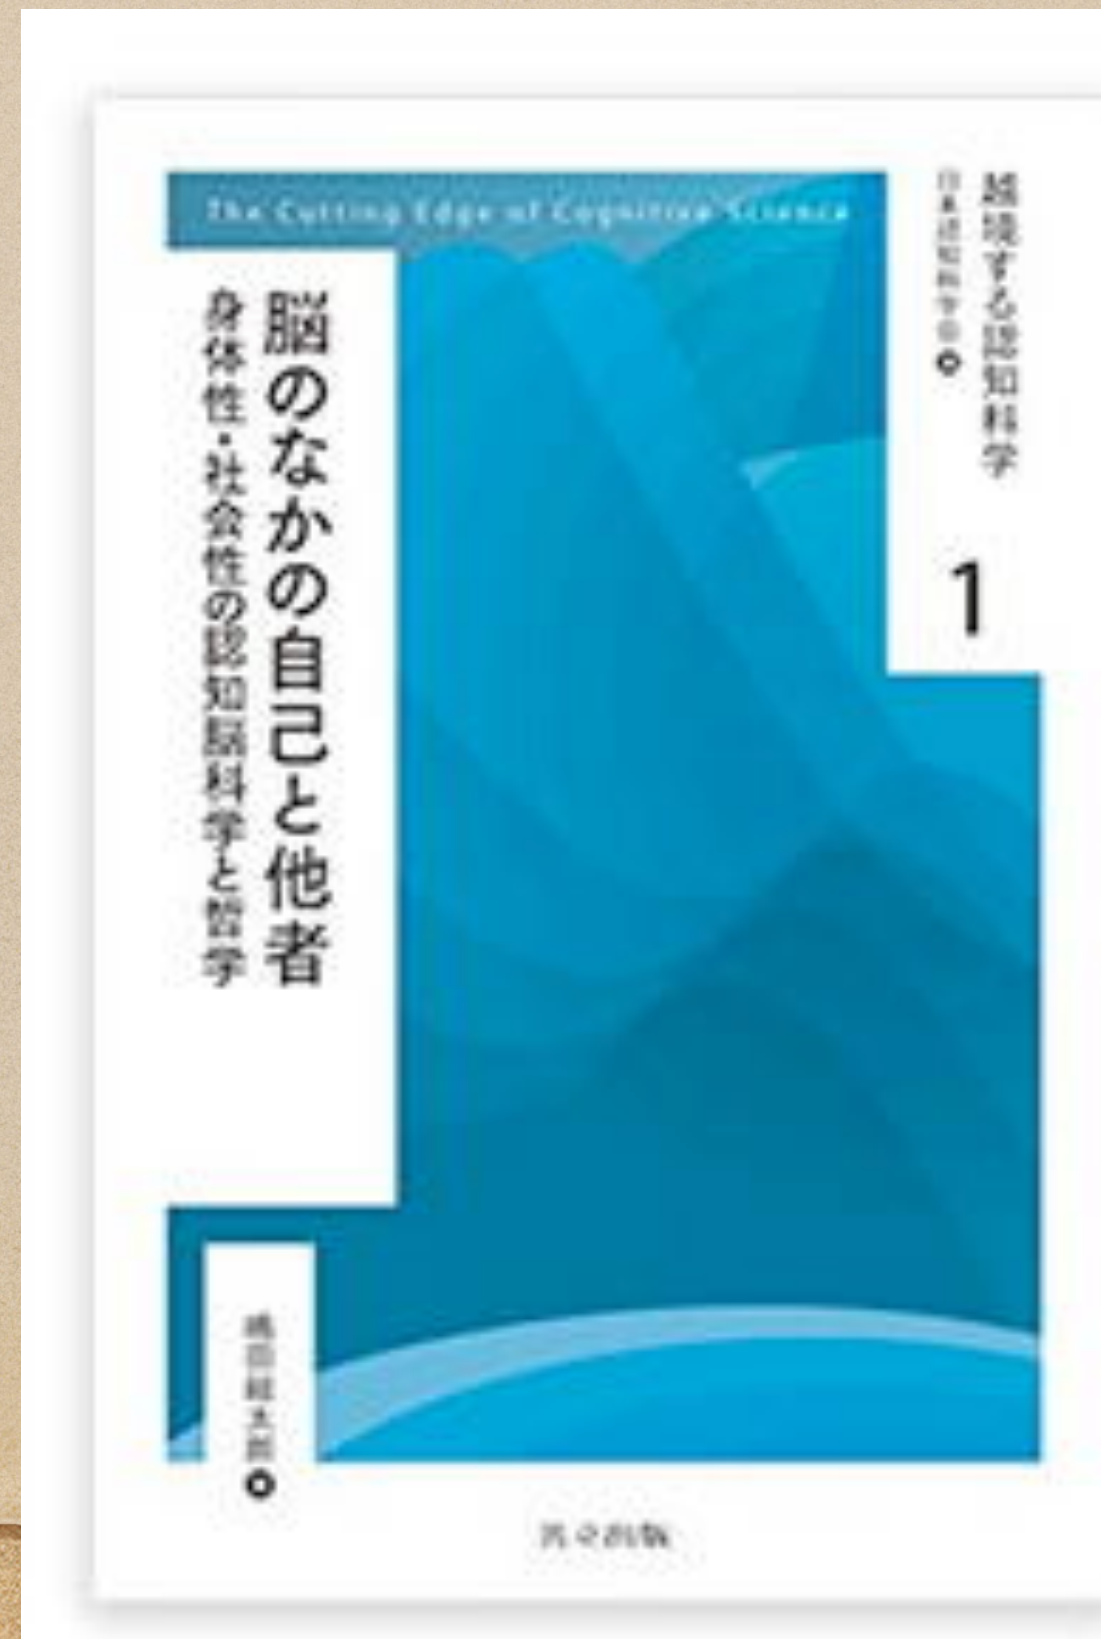 The Cutting Edge of Cognitive Science
越境する認知科学
日本認知科学会 編
1
脳のなかの自己と他者
身体性・社会性の認知脳科学と哲学
嶋田総太郎 著
共立出版